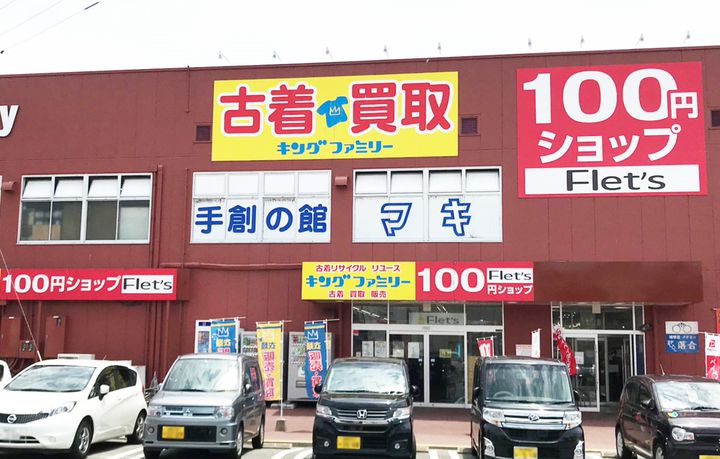 y
古着 買取
キングファミリー
100円
ショップ
Flet's
手創の館 マキ
100円ショップ Flet's
古着リサイクル リユース
キングファミリー
古着 買取 販売
100 Flet's
円ショップ
Flet's